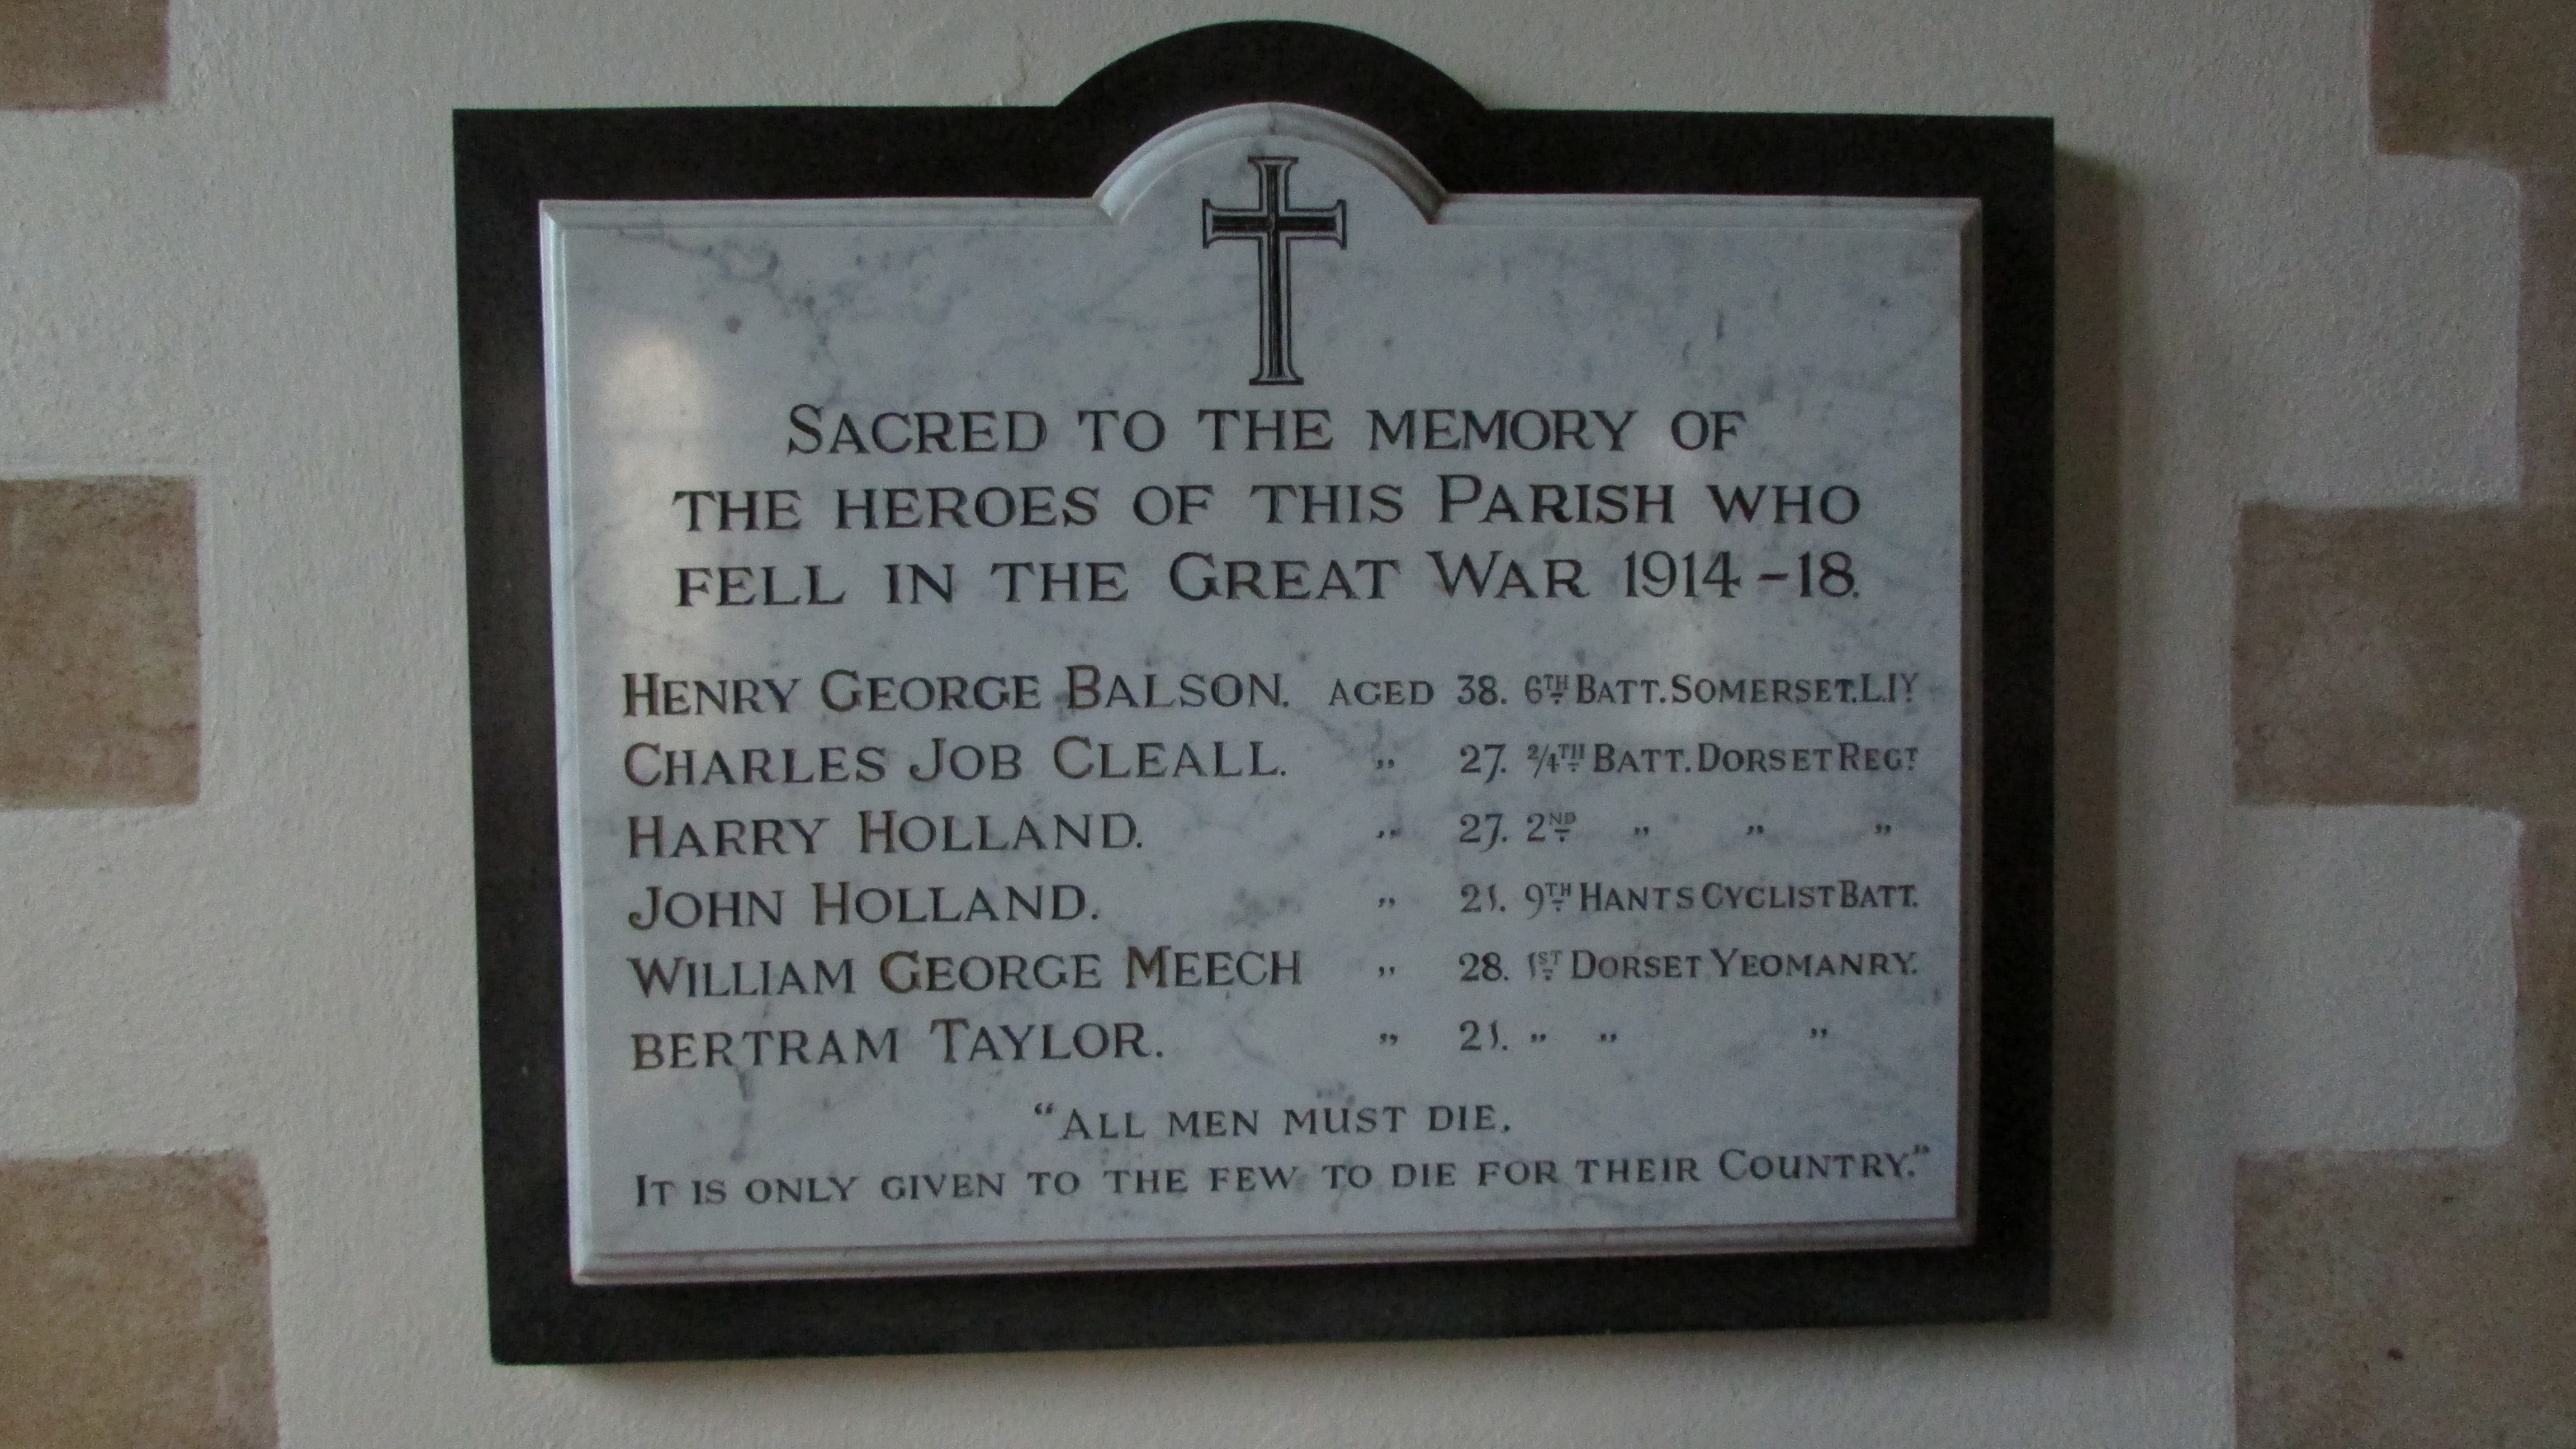 SACRED TO THE MEMORY OF
THE HEROES OF THIS PARISH WHO
FELL IN THE GREAT WAR 1914-18.
HENRY GEORGE BALSON. AGED 38. 6TH BATT. SOMERSET. L.IY
CHARLES JOB CLEALL. „ 27. 2/4TH BATT. DORSET REGT
HARRY HOLLAND. „ 27. 2ND „ „ „
JOHN HOLLAND. „ 21. 9TH HANTS CYCLIST BATT.
WILLIAM GEORGE MEECH „ 28. 1ST DORSET YEOMANRY.
BERTRAM TAYLOR. „ 21. „ „ „
"ALL MEN MUST DIE.
IT IS ONLY GIVEN TO THE FEW TO DIE FOR THEIR COUNTRY."